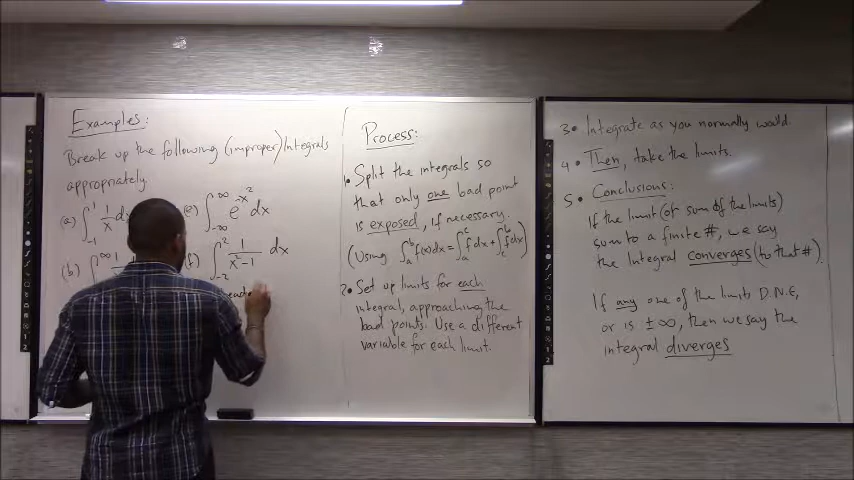 Examples:
Break up the following (improper) Integrals
appropriately
(a) ∫₋₁¹ 1/x dx
(b) ∫ ^∞ 1
(e) ∫₋∞^∞ e^(-x²) dx
(f) ∫₋₂² 1/(x²-1) dx
Process:
1. Split the integrals so
that only one bad point
is exposed, if necessary.
(Using ∫ₐᵇ f(x)dx = ∫ₐᶜ f dx + ∫_c^b f dx)
2. Set up limits for each
integral, approaching the
bad points. Use a different
variable for each limit.
3. Integrate as you normally would.
4. Then, take the limits.
5. Conclusions:
If the limit (of sum of the limits)
sum to a finite #, we say
the integral converges (to that #).
If any one of the limits D.N.E,
or is ±∞, then we say the
integral diverges